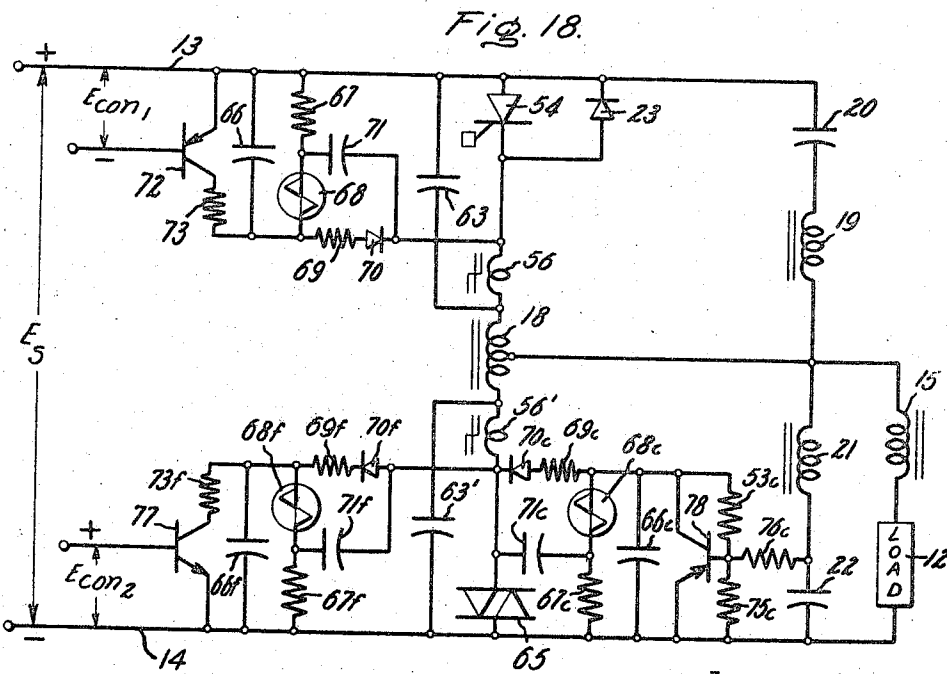 Fig. 18.
+
13
20
Econ1
66
67
71
54
23
−
72
73
68
63
19
69
70
56
18
Es
15
56'
68f
69f
70f
70c
69c
68c
21
73f
63'
53c
77
71f
71c
66c
78
76c
+
Econ2
66f
67f
67c
75c
22
LOAD
12
−
−
14
65